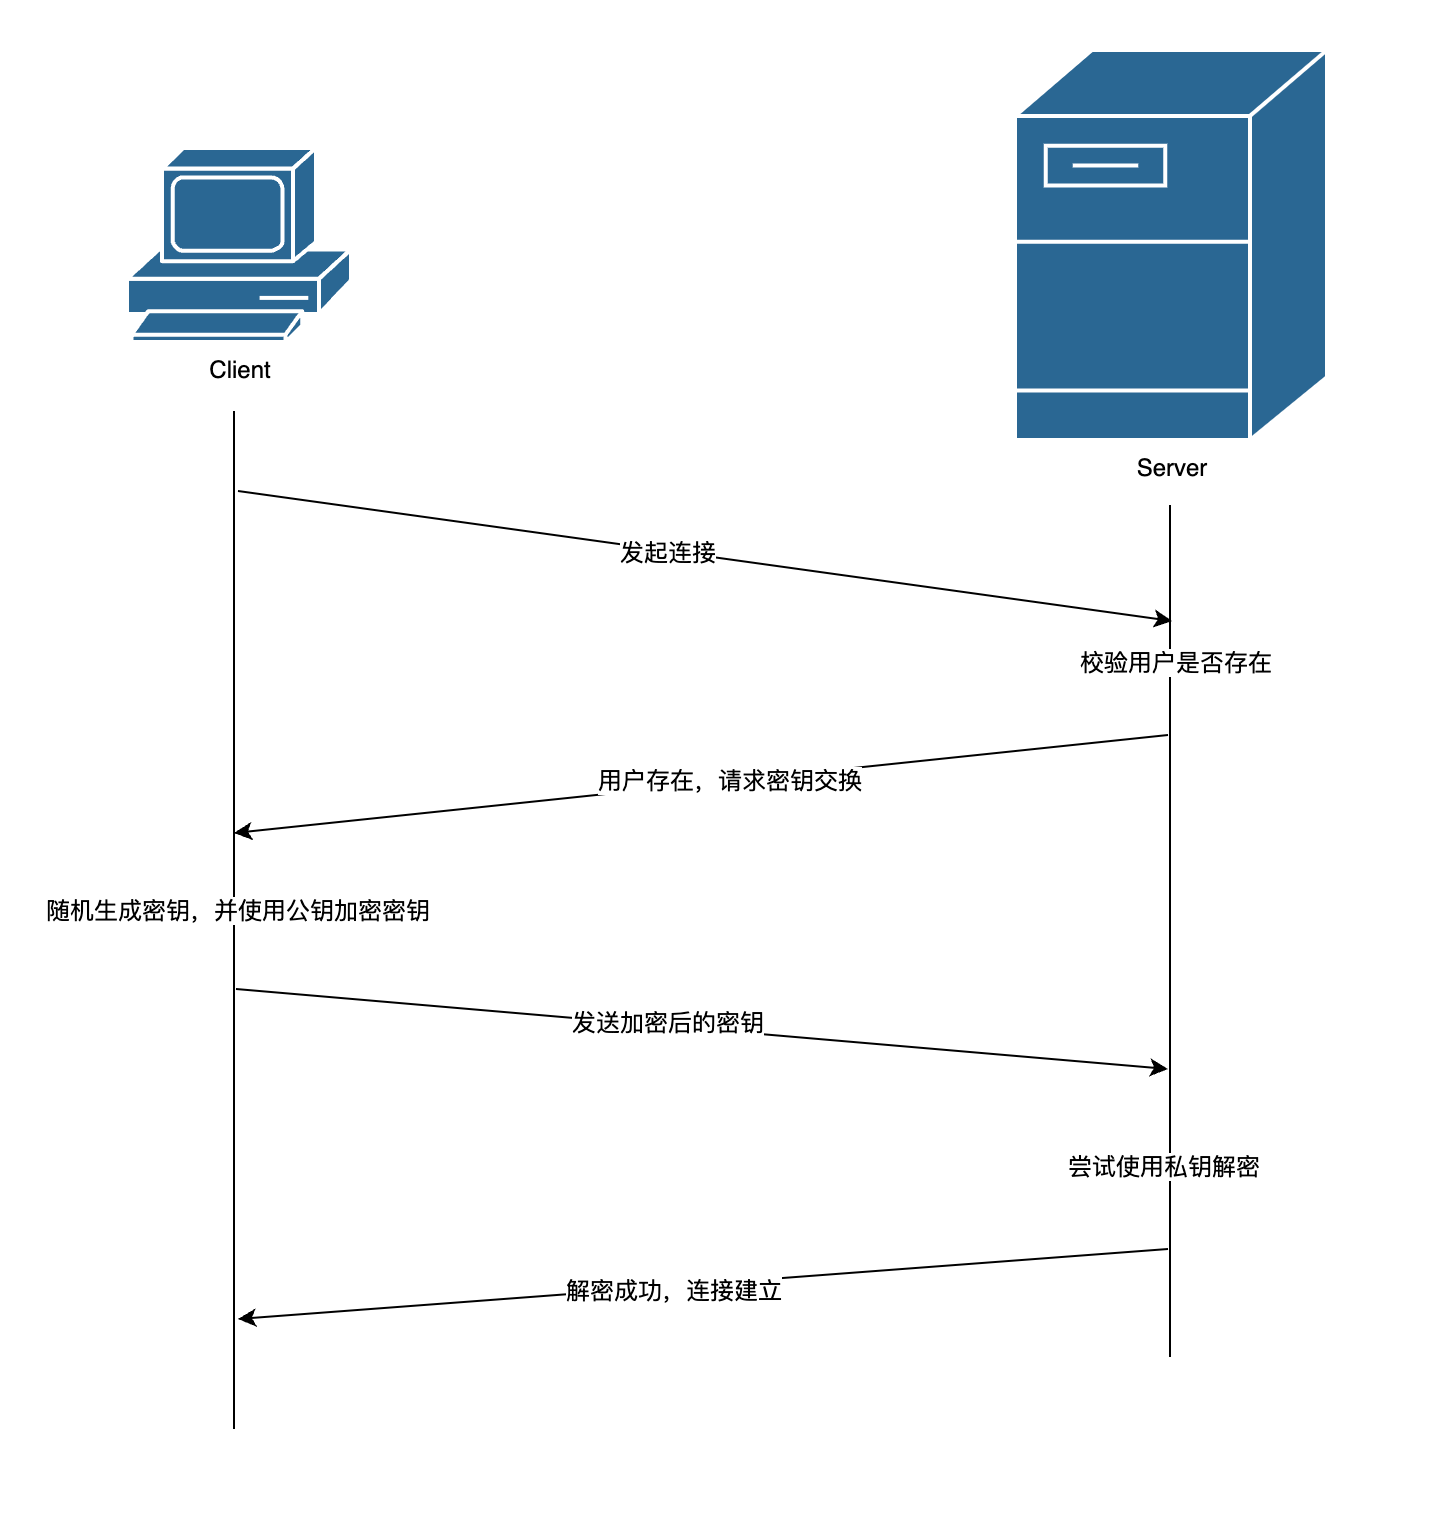 Client
Server
发起连接
校验用户是否存在
用户存在，请求密钥交换
随机生成密钥，并使用公钥加密密钥
发送加密后的密钥
尝试使用私钥解密
解密成功，连接建立